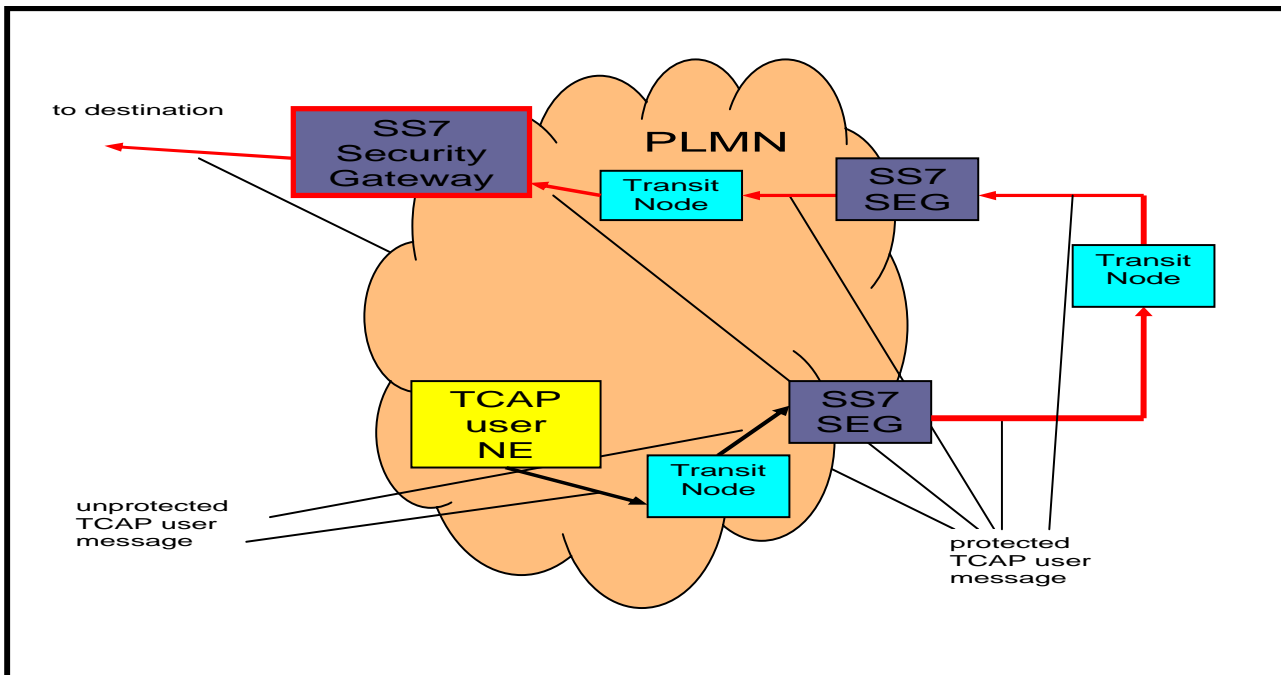 to destination
SS7
Security
Gateway
PLMN
Transit
Node
SS7
SEG
Transit
Node
TCAP
user
NE
SS7
SEG
Transit
Node
unprotected
TCAP user
message
protected
TCAP user
message